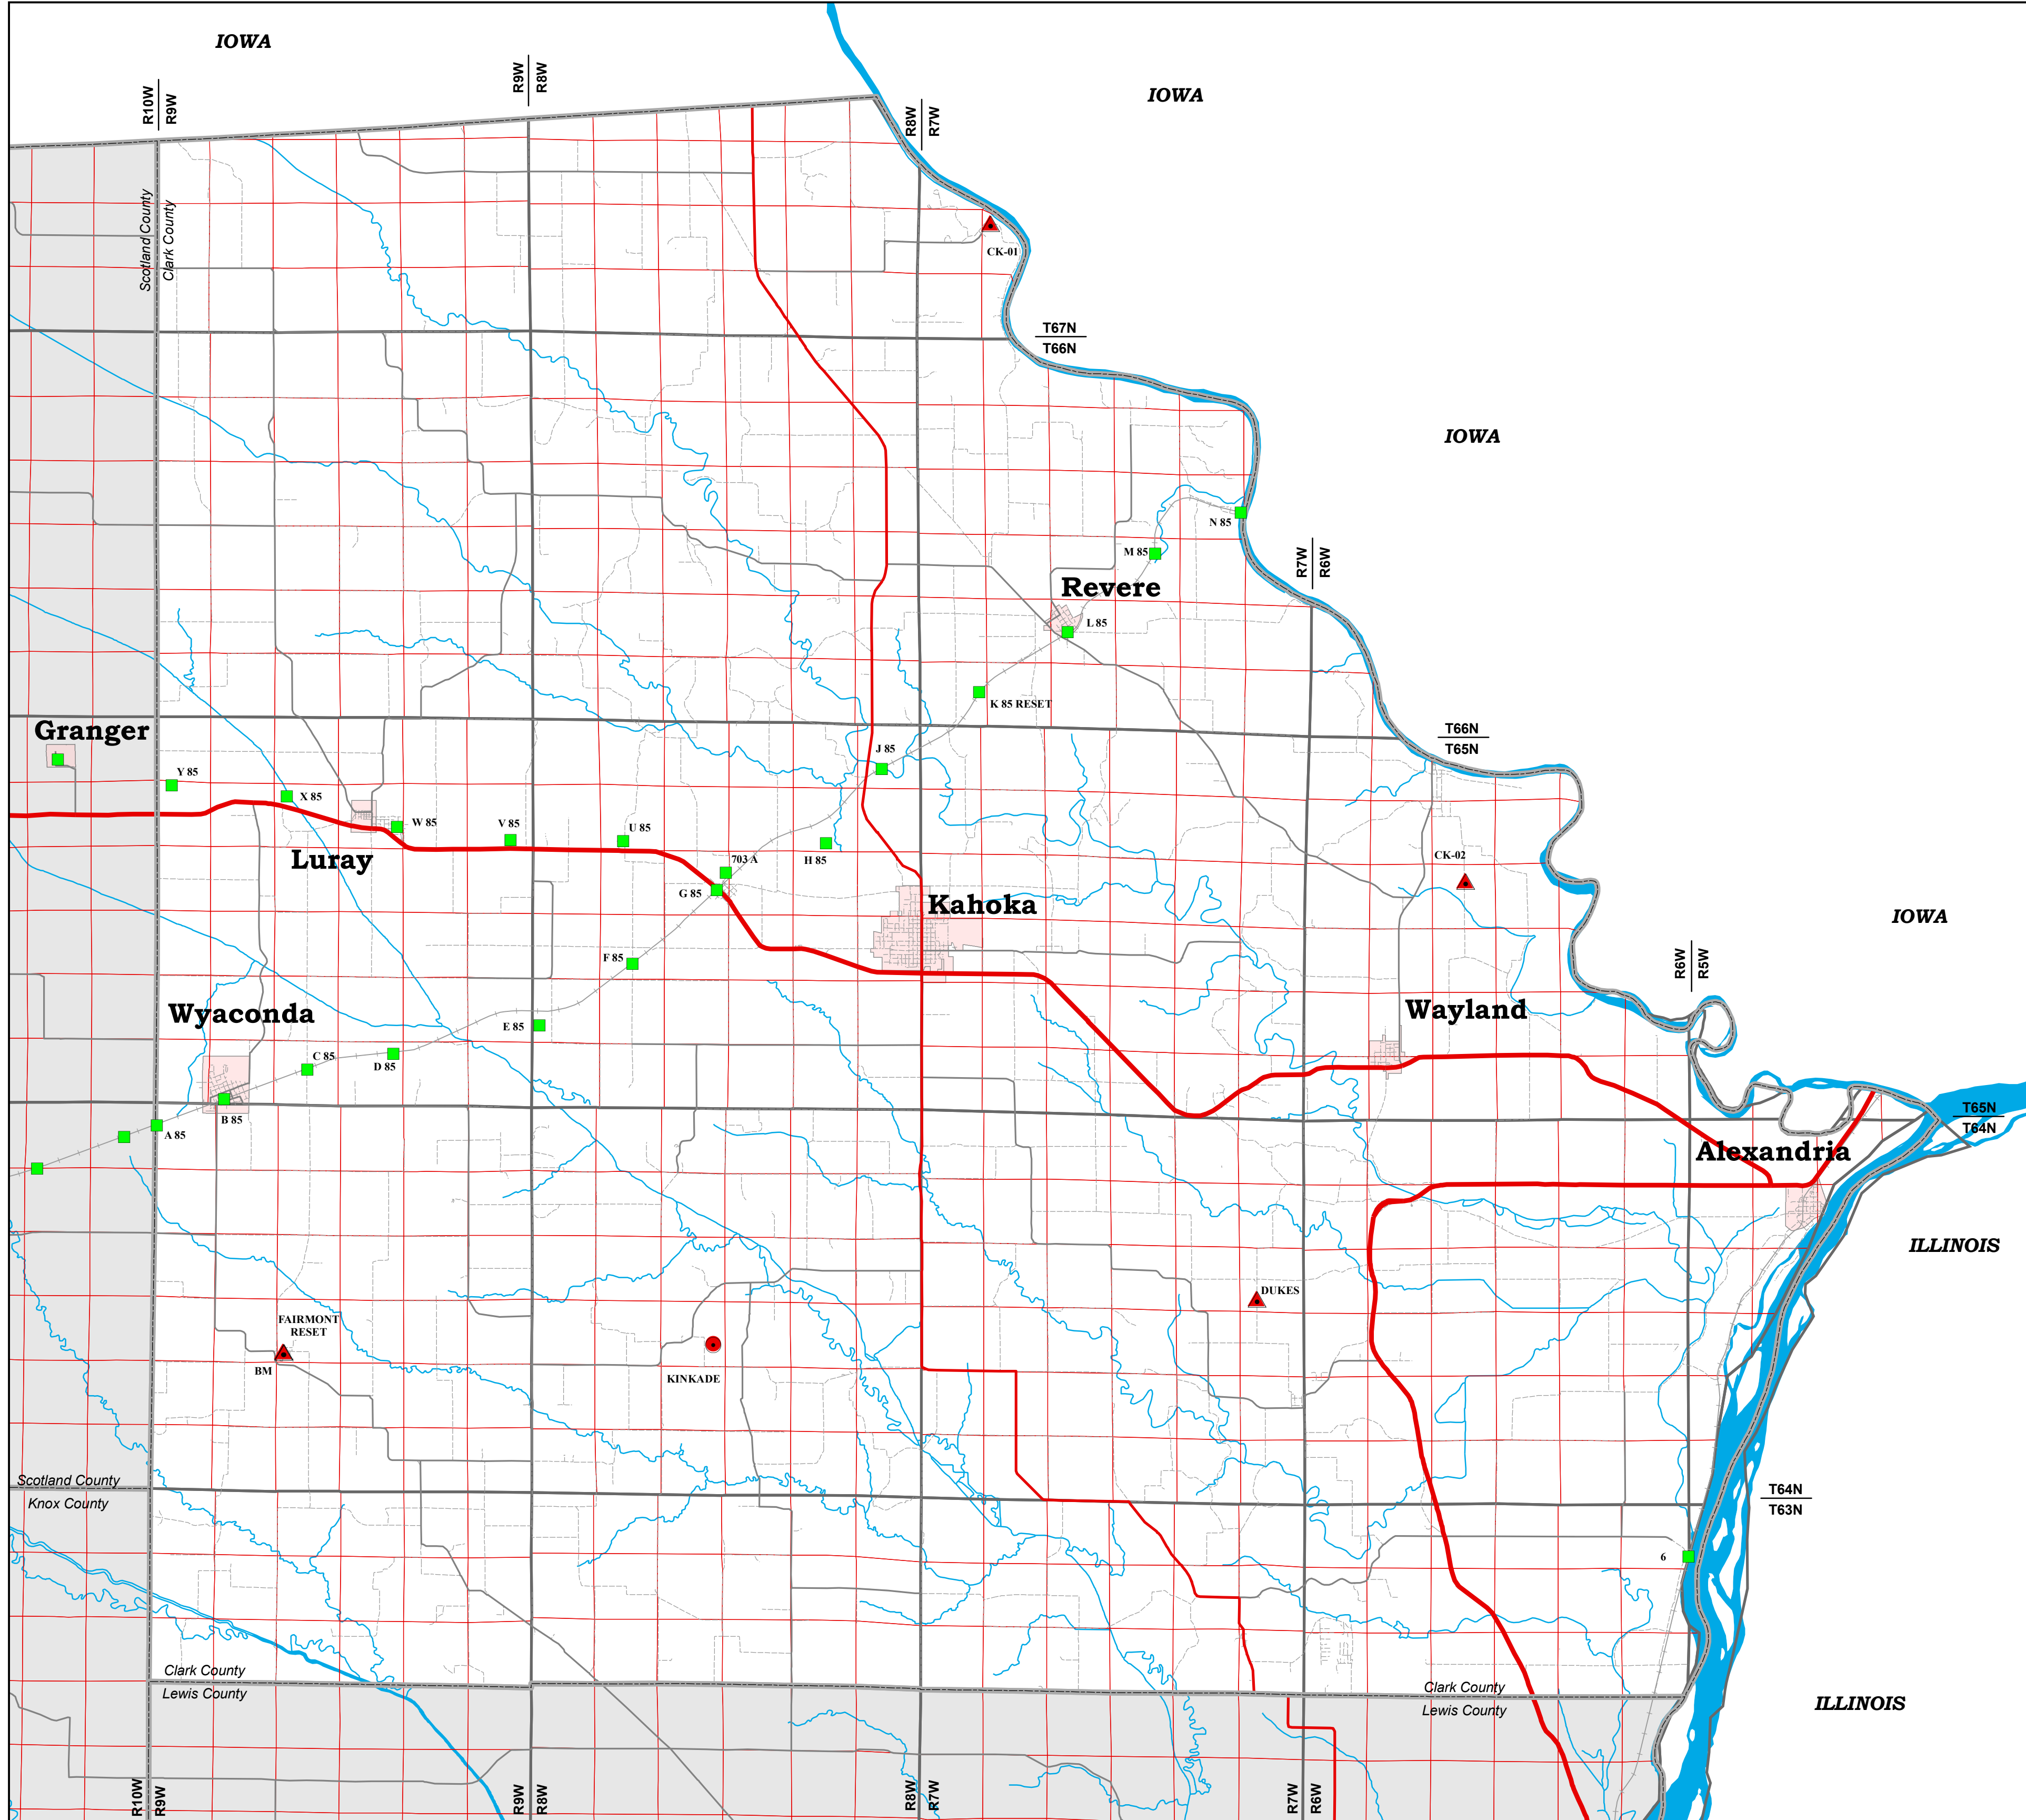 IOWA
IOWA
R10W
R9W
R9W
R8W
R8W
R7W
Scotland County
Clark County
CK-01
T67N
T66N
IOWA
N 85
M 85
R7W
R6W
Revere
L 85
K 85 RESET
Granger
T66N
T65N
J 85
Y 85
X 85
W 85
V 85
U 85
Luray
703 A
H 85
CK-02
G 85
Kahoka
IOWA
F 85
R6W
R5W
Wyaconda
Wayland
E 85
C 85
D 85
B 85
A 85
T65N
T64N
Alexandria
ILLINOIS
DUKES
FAIRMONT
RESET
BM
KINKADE
Scotland County
Knox County
T64N
T63N
6
Clark County
Lewis County
Clark County
Lewis County
ILLINOIS
R10W
R9W
R9W
R8W
R8W
R7W
R7W
R6W